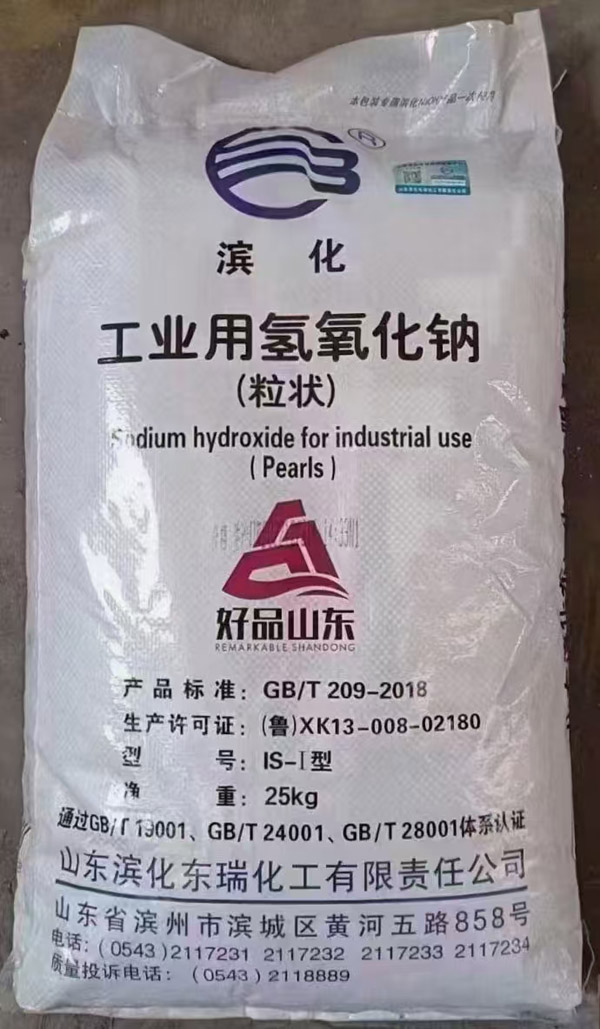 滨化
工业用氢氧化钠
(粒状)
Sodium hydroxide for industrial use
( Pearls )
好品山东
REMARKABLE SHANDONG
产品标准：GB/T 209-2018
生产许可证：(鲁)XK13-008-02180
型号：IS-I型
净重：25kg
通过GB/T 19001、GB/T 24001、GB/T 28001体系认证
山东滨化东瑞化工有限责任公司
山东省滨州市滨城区黄河五路858号
电话：(0543)2117231 2117232 2117233 2117234
质量投诉电话：(0543)2118889